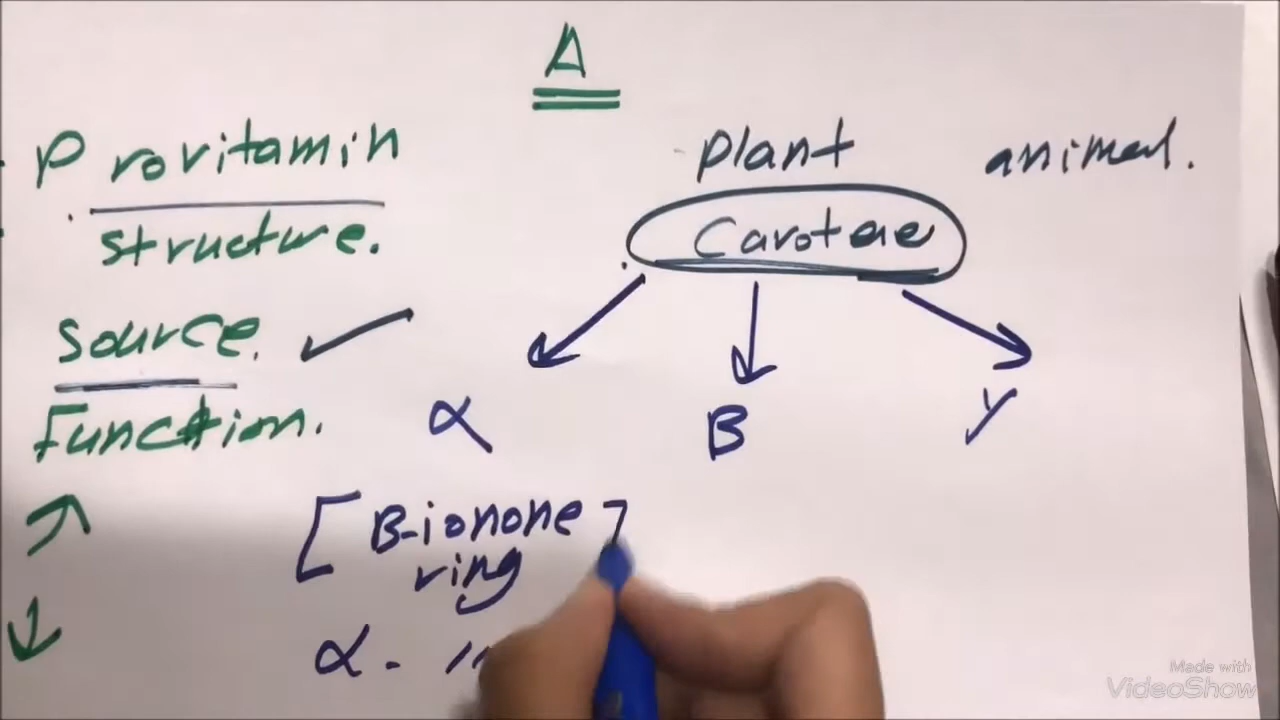 A
Provitamin
structure.
source.
Function.
plant animal.
Carotene
α B γ
[B-ionone]
ring
α-
Made with
VideoShow